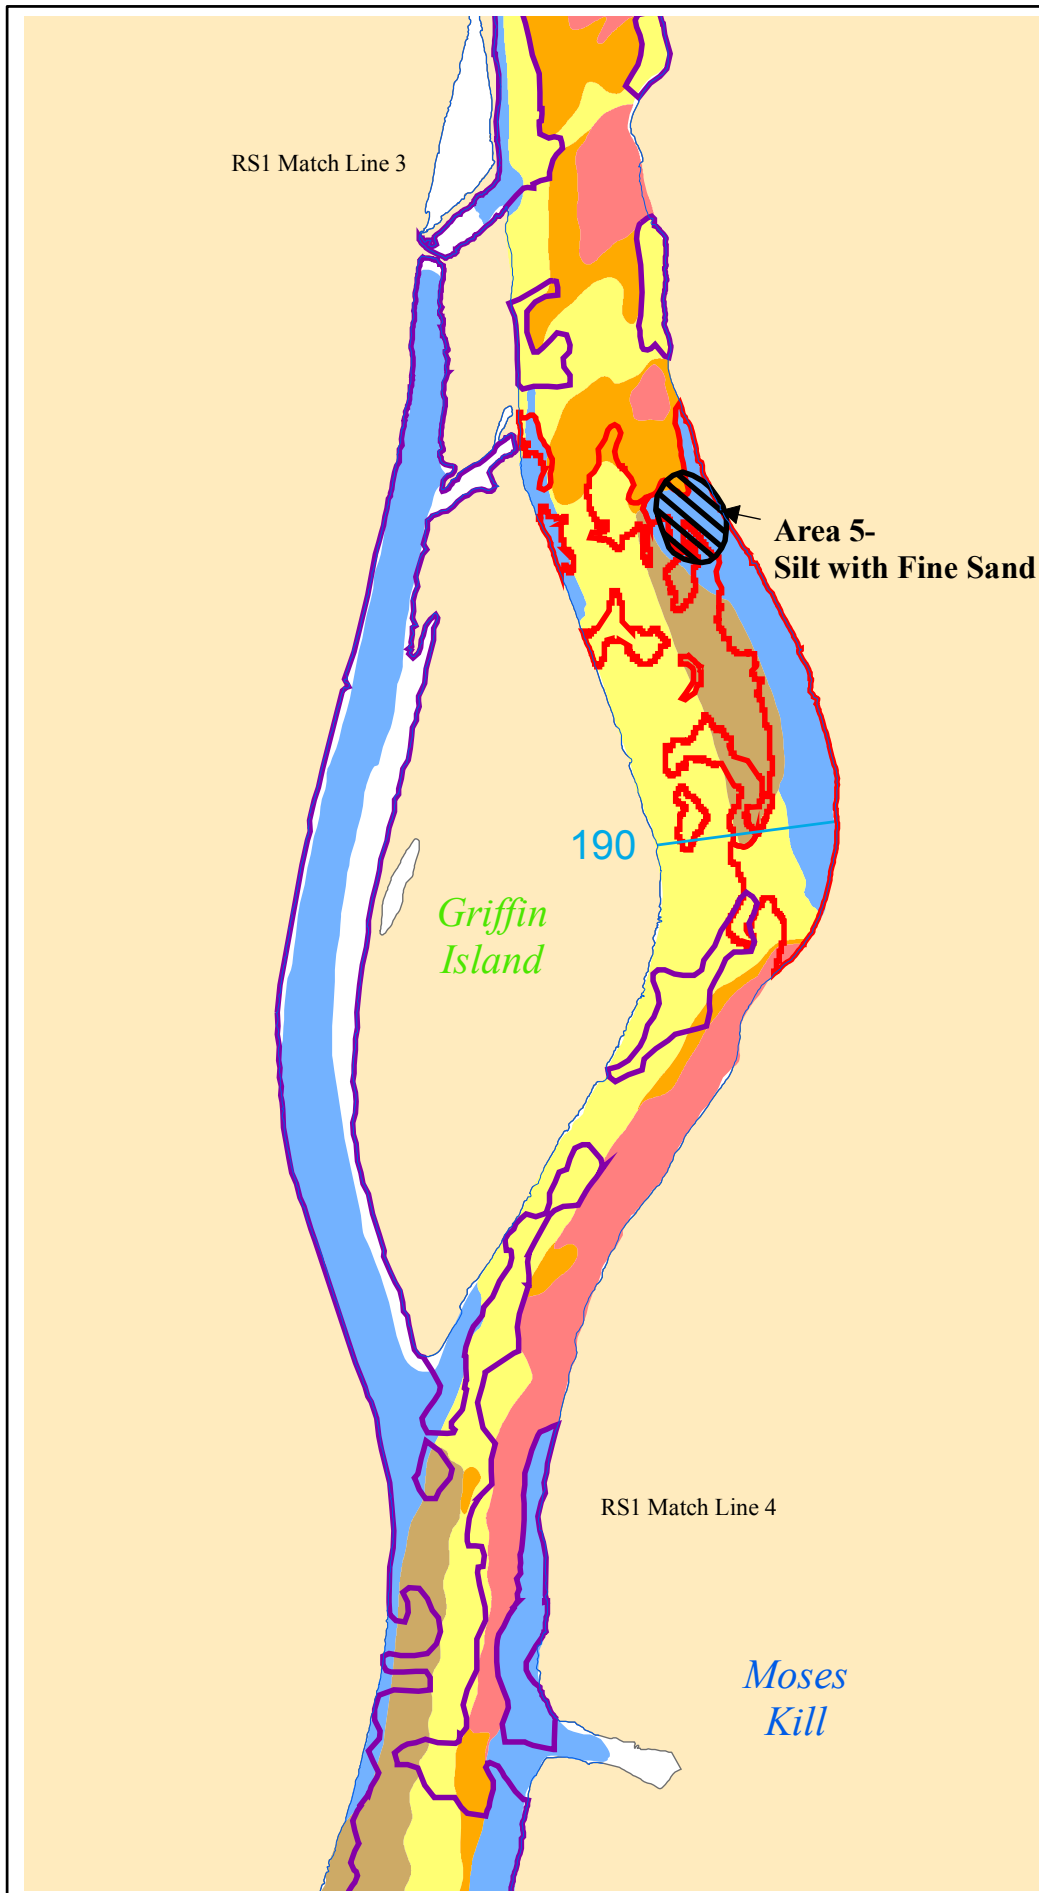 RS1 Match Line 3
Area 5-
Silt with Fine Sand
190
Griffin
Island
RS1 Match Line 4
Moses
Kill